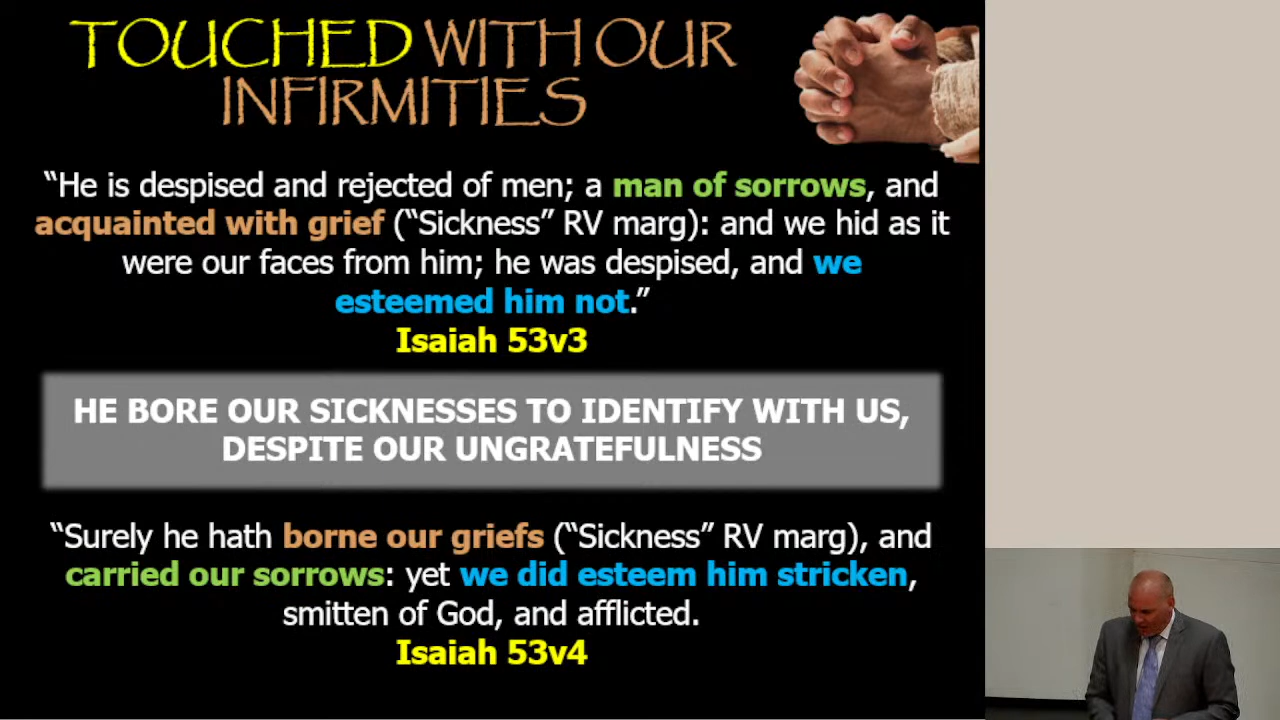 TOUCHED WITH OUR
INFIRMITIES
“He is despised and rejected of men; a man of sorrows, and
acquainted with grief (“Sickness” RV marg): and we hid as it
were our faces from him; he was despised, and we
esteemed him not.”
Isaiah 53v3
HE BORE OUR SICKNESSES TO IDENTIFY WITH US,
DESPITE OUR UNGRATEFULNESS
“Surely he hath borne our griefs (“Sickness” RV marg), and
carried our sorrows: yet we did esteem him stricken,
smitten of God, and afflicted.
Isaiah 53v4